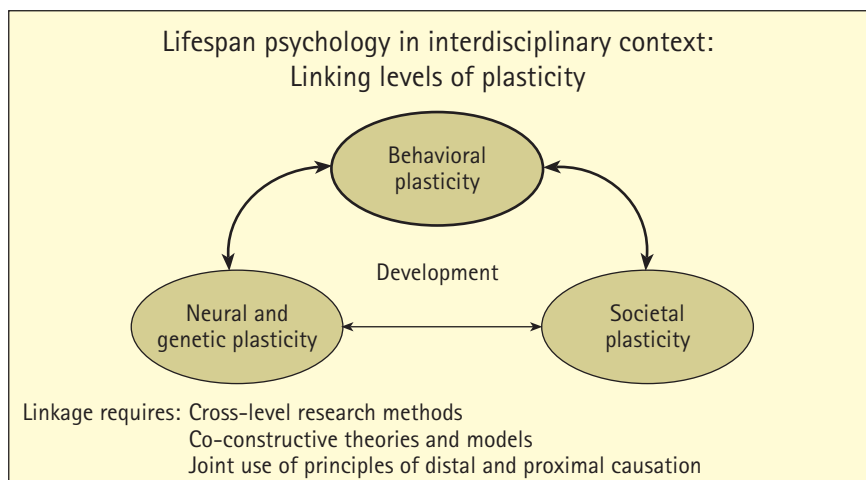 Lifespan psychology in interdisciplinary context:
Linking levels of plasticity
Behavioral
plasticity
Development
Neural and
genetic plasticity
Societal
plasticity
Linkage requires: Cross-level research methods
Co-constructive theories and models
Joint use of principles of distal and proximal causation